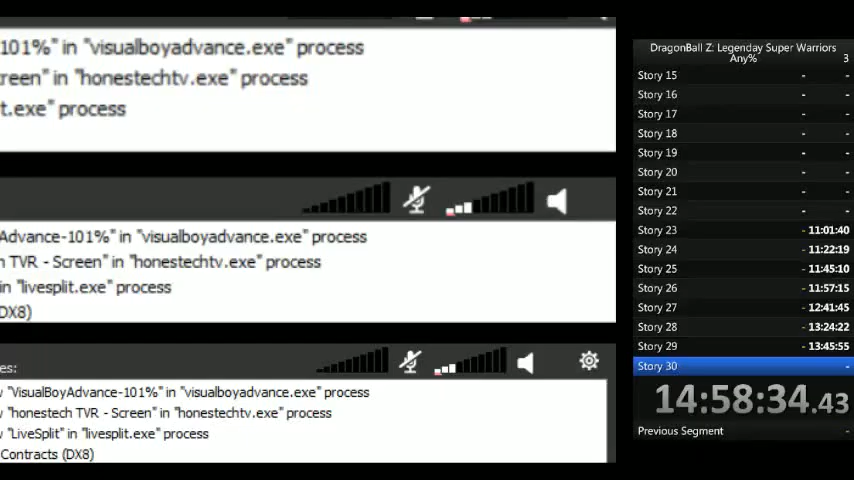 101%" in "visualboyadvance.exe" process
reen" in "honestechtv.exe" process
t.exe" process
Advance-101%" in "visualboyadvance.exe" process
TVR - Screen" in "honestechtv.exe" process
in "livesplit.exe" process
DX8)
es:
"VisualBoyAdvance-101%" in "visualboyadvance.exe" process
"honestech TVR - Screen" in "honestechtv.exe" process
"LiveSplit" in "livesplit.exe" process
Contracts (DX8)
DragonBall Z: Legenday Super Warriors
Any% 3
Story 15 - -
Story 16 - -
Story 17 - -
Story 18 - -
Story 19 - -
Story 20 - -
Story 21 - -
Story 22 - -
Story 23 - 11:01:40
Story 24 - 11:22:19
Story 25 - 11:45:10
Story 26 - 11:57:15
Story 27 - 12:41:45
Story 28 - 13:24:22
Story 29 - 13:45:55
Story 30 -
14:58:34.43
Previous Segment -